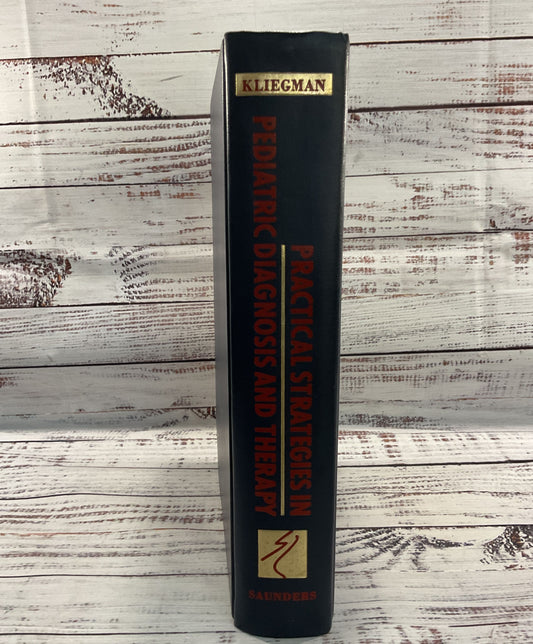 KLIEGMAN
PRACTICAL STRATEGIES IN
PEDIATRIC DIAGNOSIS AND THERAPY
SAUNDERS